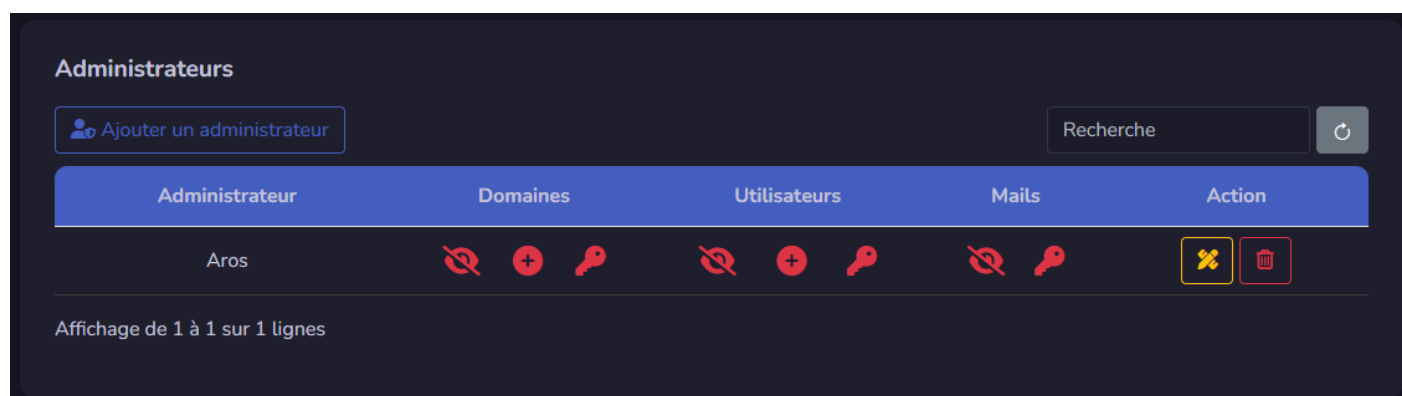 Administrateurs
Ajouter un administrateur
Recherche
Administrateur Domaines Utilisateurs Mails Action
Aros
Affichage de 1 à 1 sur 1 lignes